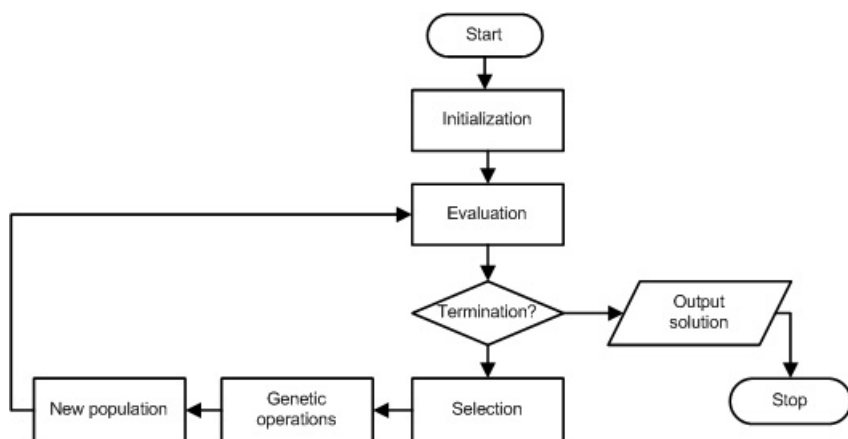 Start
Initialization
Evaluation
Termination?
Output
solution
New population
Genetic
operations
Selection
Stop